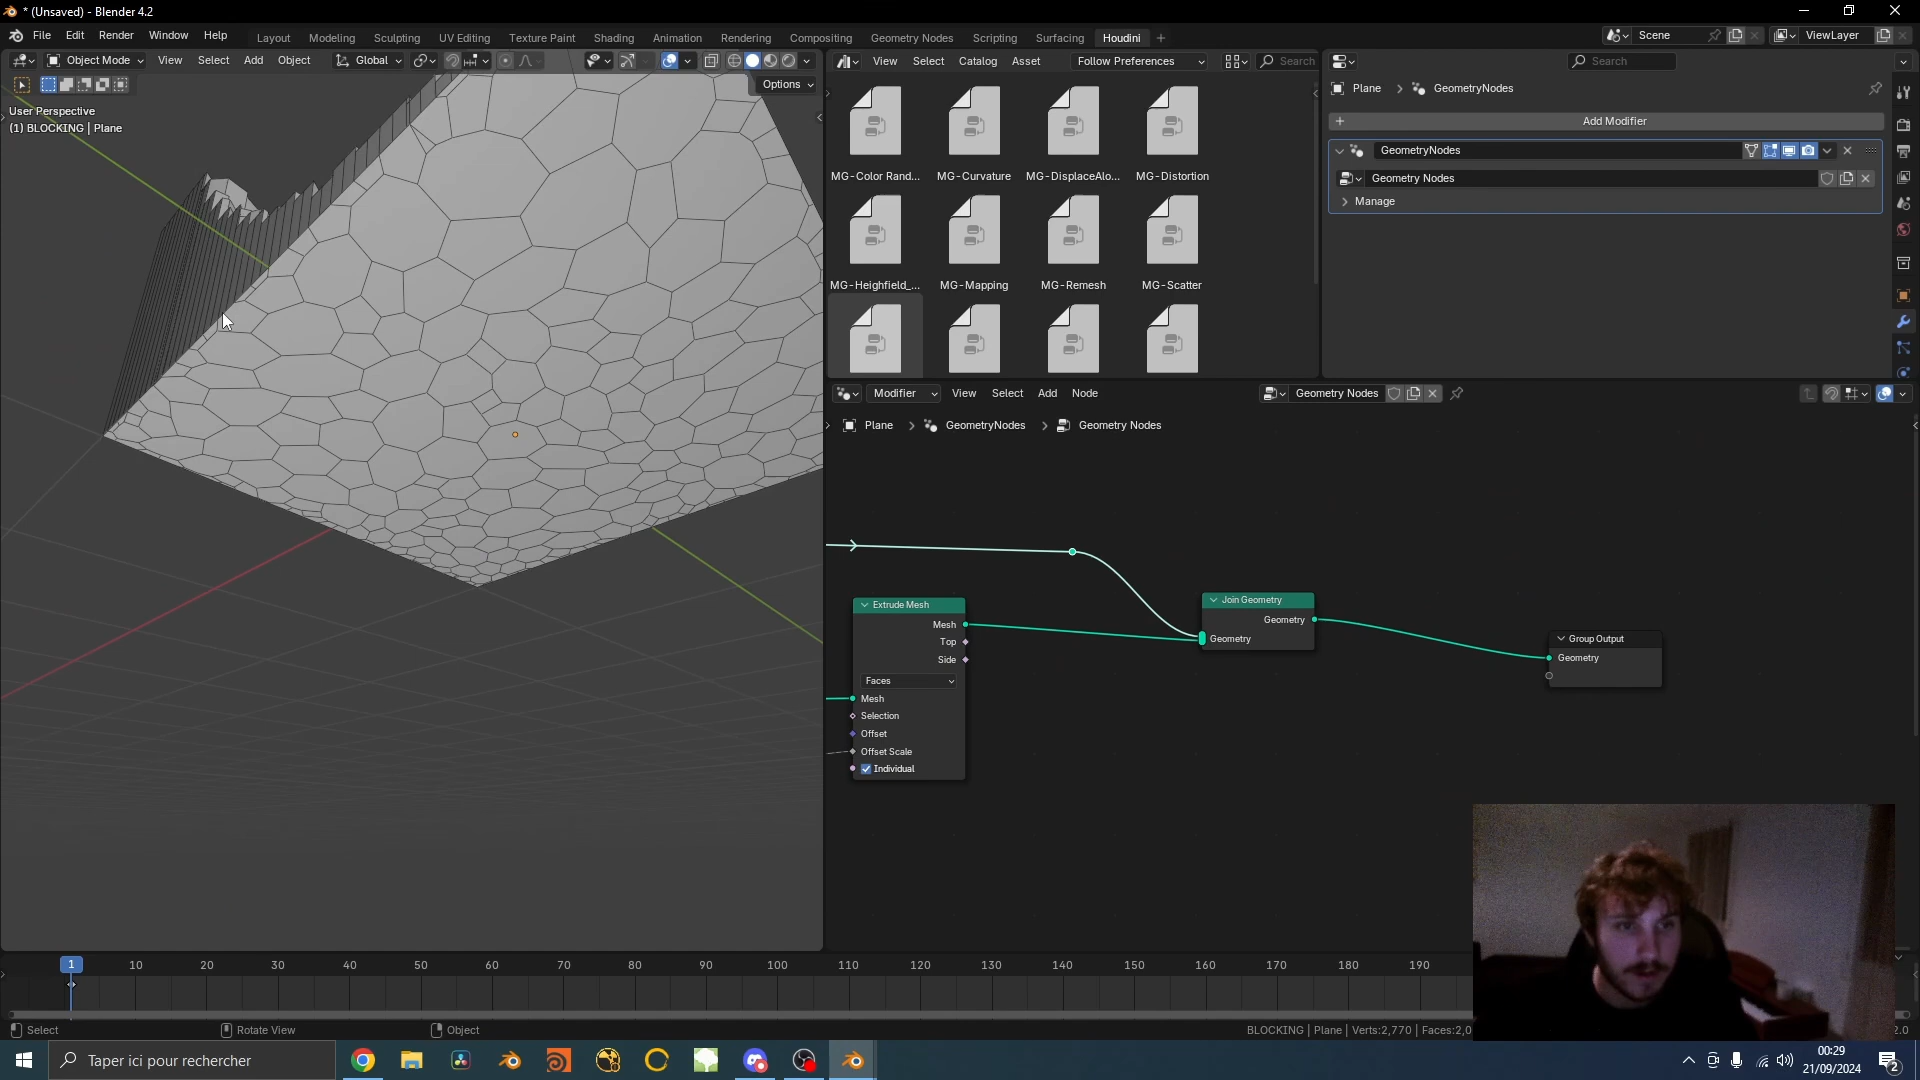 * (Unsaved) - Blender 4.2
File Edit Render Window Help Layout Modeling Sculpting UV Editing Texture Paint Shading Animation Rendering Compositing Geometry Nodes Scripting Surfacing Houdini + Scene ViewLayer
Object Mode View Select Add Object Global
Options
User Perspective
(1) BLOCKING | Plane
View Select Catalog Asset Follow Preferences Search
MG-Color Rand... MG-Curvature MG-DisplaceAlo... MG-Distortion
MG-Heighfield_... MG-Mapping MG-Remesh MG-Scatter
Search
Plane > GeometryNodes
+ Add Modifier
GeometryNodes
Geometry Nodes
Manage
Modifier View Select Add Node Geometry Nodes
Plane > GeometryNodes > Geometry Nodes
Extrude Mesh
Mesh
Top
Side
Faces
Mesh
Selection
Offset
Offset Scale
Individual
Join Geometry
Geometry
Geometry
Group Output
Geometry
1 10 20 30 40 50 60 70 80 90 100 110 120 130 140 150 160 170 180 190
Select Rotate View Object BLOCKING | Plane | Verts:2,770 | Faces:2,0
2.0
Taper ici pour rechercher
00:29
21/09/2024
2